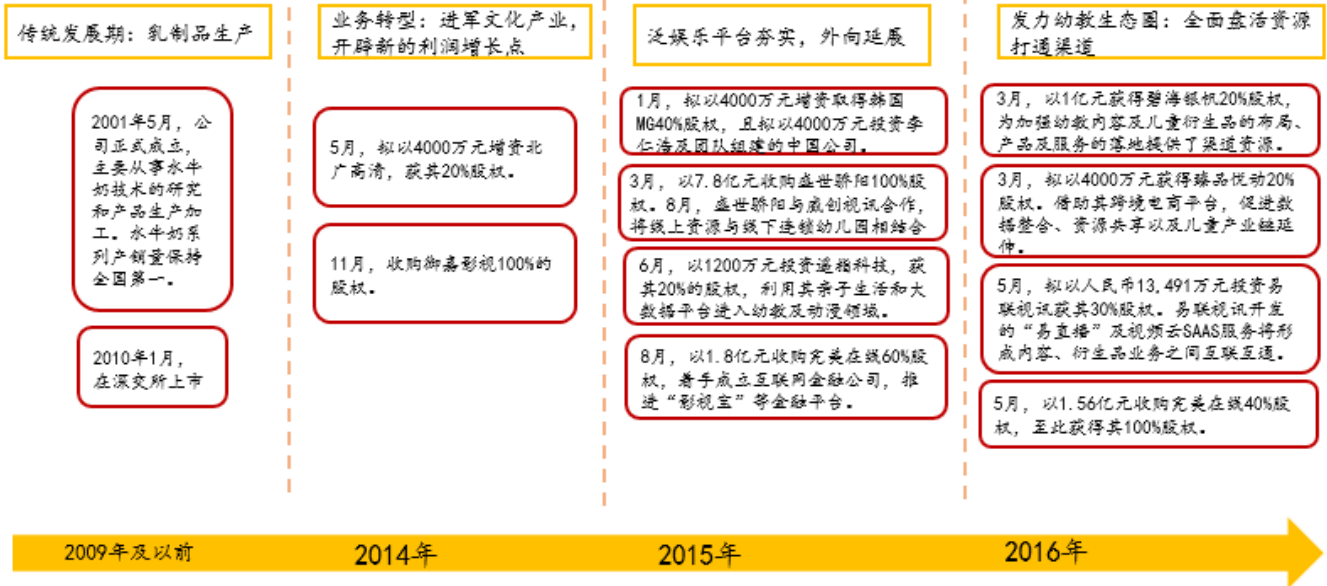 传统发展期：乳制品生产
2001年5月，公
司正式成立，
主要从事水牛
奶技术的研究
和产品生产加
工。水牛奶系
列产销量保持
全国第一。
2010年1月，
在深交所上市
业务转型：进军文化产业，
开辟新的利润增长点
5月，拟以4000万元增资北
广高清，获其20%股权。
11月，收购御嘉影视100%的
股权。
泛娱乐平台夯实，外向延展
1月，拟以4000万元增资取得韩国
MG40%股权，且拟以4000万元投资李
仁浩及团队组建的中国公司。
3月，以7.8亿元收购盛世骄阳100%股
权。8月，盛世骄阳与威创视讯合作，
将线上资源与线下连锁幼儿园相结合
6月，以1200万元投资遥指科技，获
其20%的股权，利用其亲子生活和大
数据平台进入幼教及动漫领域。
8月，以1.8亿元收购完美在线60%股
权，着手成立互联网金融公司，推
进“影视宝”等金融平台。
发力幼教生态圈：全面盘活资源
打通渠道
3月，以1亿元获得碧海银帆20%股权，
为加强幼教内容及儿童衍生品的布局、
产品及服务的落地提供了渠道资源。
3月，拟以4000万元获得臻品悦动20%
股权。借助其跨境电商平台，促进数
据整合、资源共享以及儿童产业链延
伸。
5月，拟以人民币13,491万元投资易
联视讯获其30%股权。易联视讯开发
的“易直播”及视频云SAAS服务将形
成内容、衍生品业务之间互联互通。
5月，以1.56亿元收购完美在线40%股
权，至此获得其100%股权。
2009年及以前
2014年
2015年
2016年